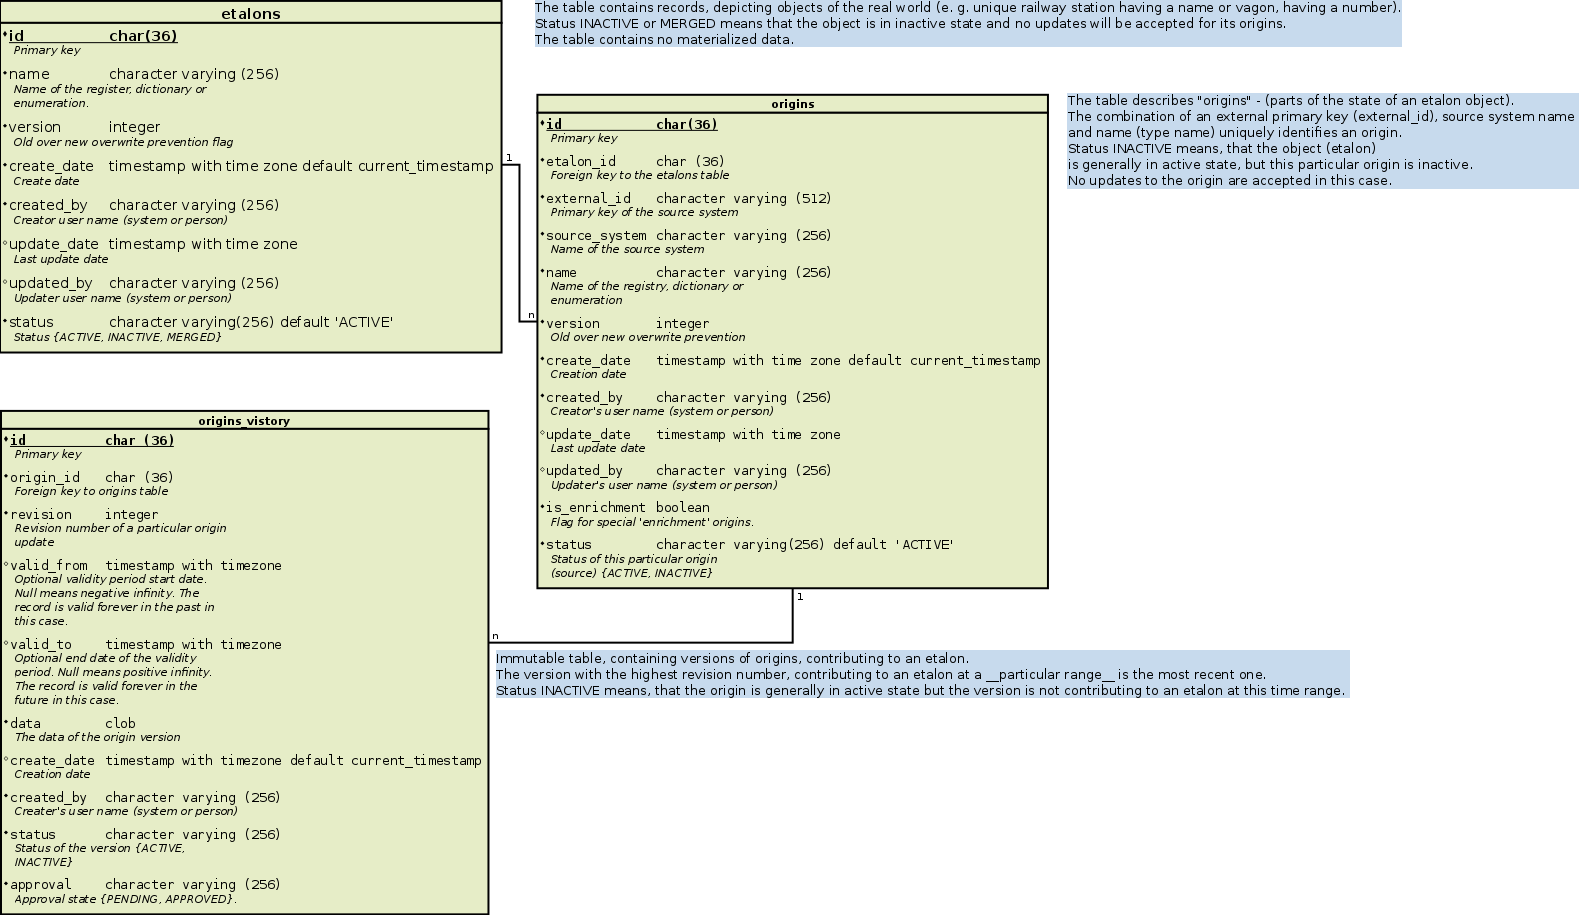 etalons
id char(36)
Primary key
name character varying (256)
Name of the register, dictionary or
enumeration.
version integer
Old over new overwrite prevention flag
create_date timestamp with time zone default current_timestamp
Create date
created_by character varying (256)
Creator user name (system or person)
update_date timestamp with time zone
Last update date
updated_by character varying (256)
Updater user name (system or person)
status character varying(256) default 'ACTIVE'
Status {ACTIVE, INACTIVE, MERGED}
The table contains records, depicting objects of the real world (e. g. unique railway station having a name or vagon, having a number).
Status INACTIVE or MERGED means that the object is in inactive state and no updates will be accepted for its origins.
The table contains no materialized data.
1
n
origins
id char(36)
Primary key
etalon_id char (36)
Foreign key to the etalons table
external_id character varying (512)
Primary key of the source system
source_system character varying (256)
Name of the source system
name character varying (256)
Name of the registry, dictionary or
enumeration
version integer
Old over new overwrite prevention
create_date timestamp with time zone default current_timestamp
Creation date
created_by character varying (256)
Creator's user name (system or person)
update_date timestamp with time zone
Last update date
updated_by character varying (256)
Updater's user name (system or person)
is_enrichment boolean
Flag for special 'enrichment' origins.
status character varying(256) default 'ACTIVE'
Status of this particular origin
(source) {ACTIVE, INACTIVE}
The table describes "origins" - (parts of the state of an etalon object).
The combination of an external primary key (external_id), source system name
and name (type name) uniquely identifies an origin.
Status INACTIVE means, that the object (etalon)
is generally in active state, but this particular origin is inactive.
No updates to the origin are accepted in this case.
1
n
origins_vistory
id char (36)
Primary key
origin_id char (36)
Foreign key to origins table
revision integer
Revision number of a particular origin
update
valid_from timestamp with timezone
Optional validity period start date.
Null means negative infinity. The
record is valid forever in the past in
this case.
valid_to timestamp with timezone
Optional end date of the validity
period. Null means positive infinity.
The record is valid forever in the
future in this case.
data clob
The data of the origin version
create_date timestamp with timezone default current_timestamp
Creation date
created_by character varying (256)
Creater's user name (system or person)
status character varying (256)
Status of the version {ACTIVE,
INACTIVE}
approval character varying (256)
Approval state {PENDING, APPROVED}.
Immutable table, containing versions of origins, contributing to an etalon.
The version with the highest revision number, contributing to an etalon at a __particular range__ is the most recent one.
Status INACTIVE means, that the origin is generally in active state but the version is not contributing to an etalon at this time range.